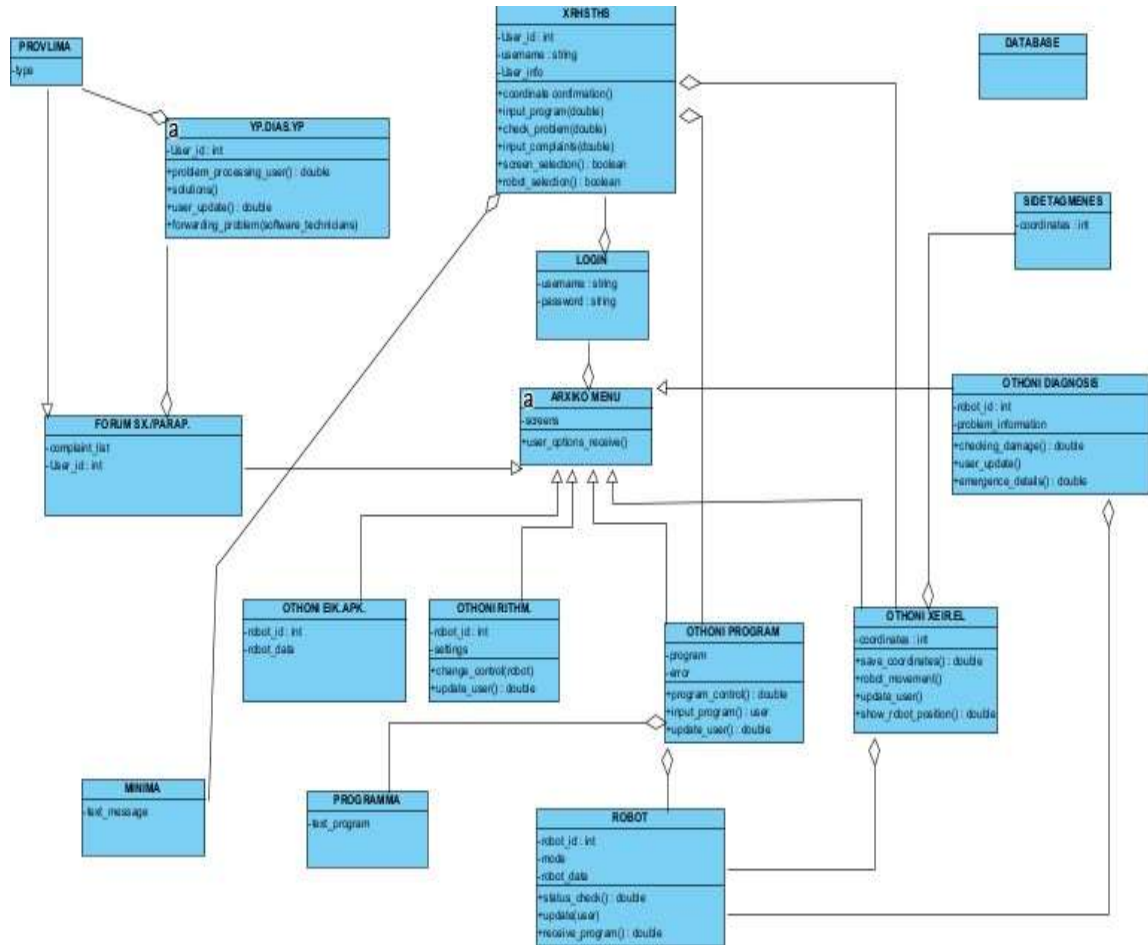 XRHSTHS
-User_id : int
-username : string
-User_info
+coordinate confirmation()
+input_program(double)
+check_problem(double)
+input_complaints(double)
+screen_selection() : boolean
+robot_selection() : boolean
PROVLIMA
-type
DATABASE
a
YP.DIAS.YP
-User_id : int
+problem_processing_user() : double
+solutions()
+user_update() : double
+forwarding_problem(software_technicians)
SIDETAGMENES
-coordinates : int
LOGIN
-username : string
-password : string
a
ARXIKO MENU
-screens
+user_options_receive()
OTHONI DIAGNOSIS
-robot_id : int
-problem_information
+checking_damage() : double
+user_update()
+emergence_details() : double
FORUM SX./PARAP.
-complaint_list
-User_id : int
OTHONI EIK.APK.
-robot_id : int
-robot_data
OTHONI RITHM.
-robot_id : int
-settings
+change_control(robot)
+update_user() : double
OTHONI PROGRAM
-program
-error
+program_control() : double
+input_program() : user
+update_user() : double
OTHONI XEIR.EL
-coordinates : int
+save_coordinates() : double
+robot_movement()
+update_user()
+show_robot_position() : double
MINIMA
-text_message
PROGRAMMA
-text_program
ROBOT
-robot_id : int
-mode
-robot_data
+status_check() : double
+update(user)
+receive_program() : double